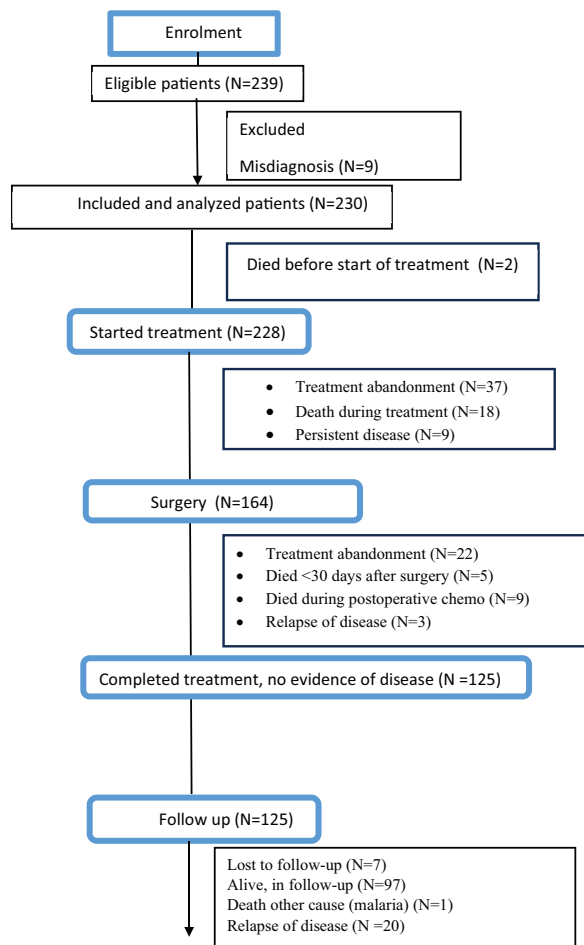 Enrolment
Eligible patients (N=239)
Excluded
Misdiagnosis (N=9)
Included and analyzed patients (N=230)
Died before start of treatment (N=2)
Started treatment (N=228)
• Treatment abandonment (N=37)
• Death during treatment (N=18)
• Persistent disease (N=9)
Surgery (N=164)
• Treatment abandonment (N=22)
• Died <30 days after surgery (N=5)
• Died during postoperative chemo (N=9)
• Relapse of disease (N=3)
Completed treatment, no evidence of disease (N =125)
Follow up (N=125)
Lost to follow-up (N=7)
Alive, in follow-up (N=97)
Death other cause (malaria) (N=1)
Relapse of disease (N =20)